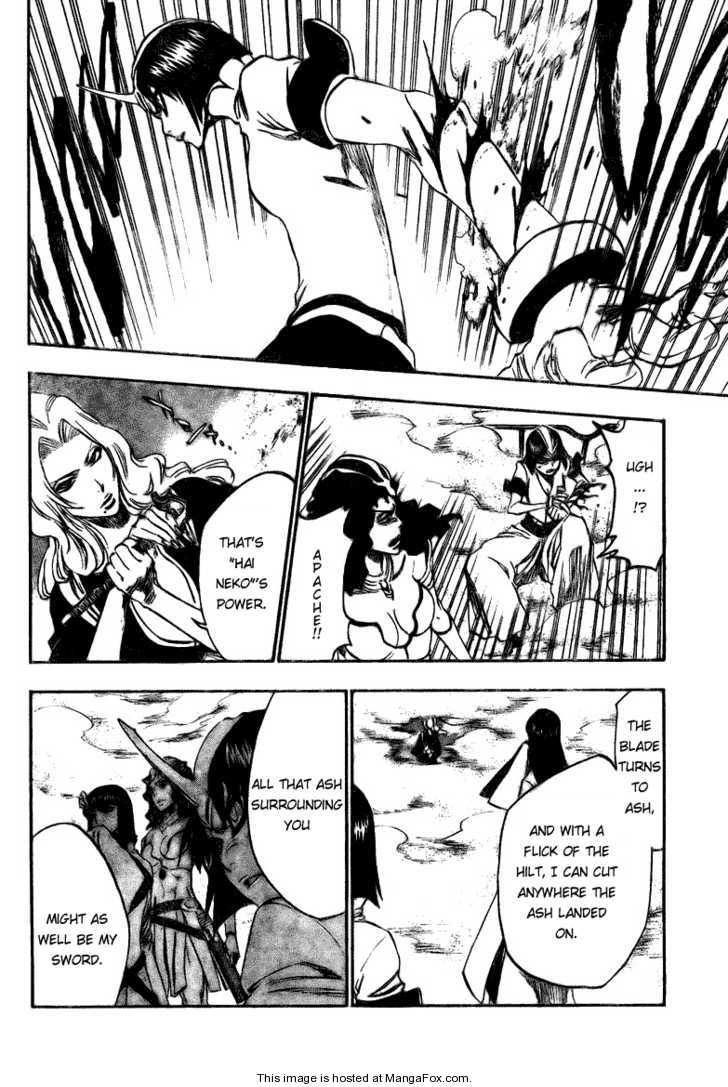 UGH
...
!?
APACHE!!
THAT'S
"HAI
NEKO"'S
POWER.
THE
BLADE
TURNS
TO
ASH,
AND WITH A
FLICK OF THE
HILT, I CAN CUT
ANYWHERE THE
ASH LANDED
ON.
ALL THAT ASH
SURROUNDING
YOU
MIGHT AS
WELL BE MY
SWORD.
This image is hosted at MangaFox.com.